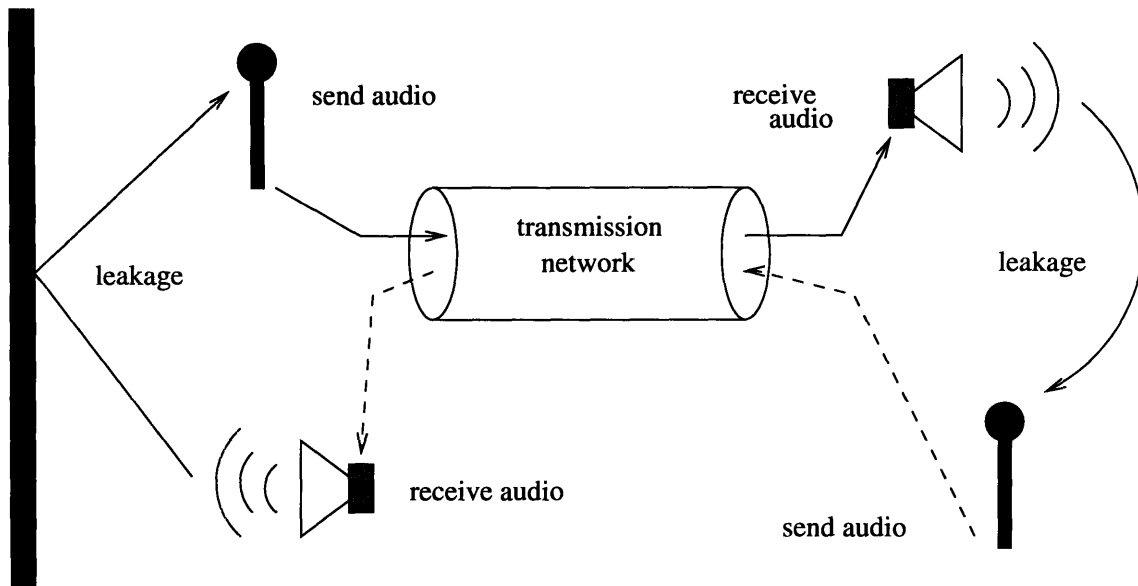 send audio
receive
audio
transmission
network
leakage
leakage
receive audio
send audio